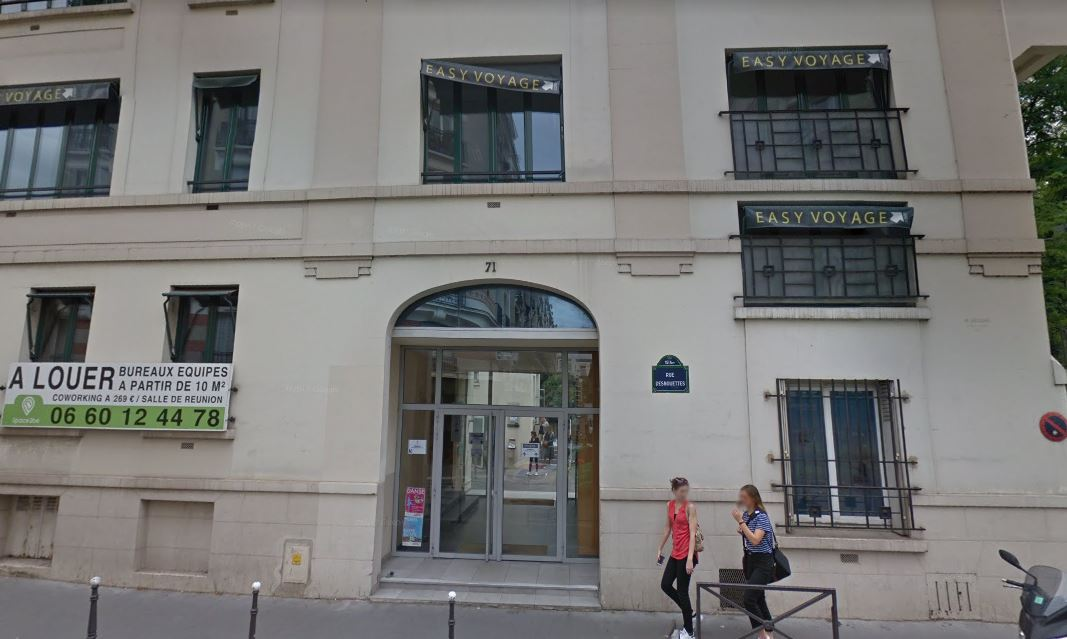 VOYAGE
EASY VOYAGE
EASY VOYAGE
EASY VOYAGE
71
A LOUER
BUREAUX EQUIPES
A PARTIR DE 10 M²
COWORKING A 269 € / SALLE DE REUNION
06 60 12 44 78
RUE
DESNOUETTES
DANSE